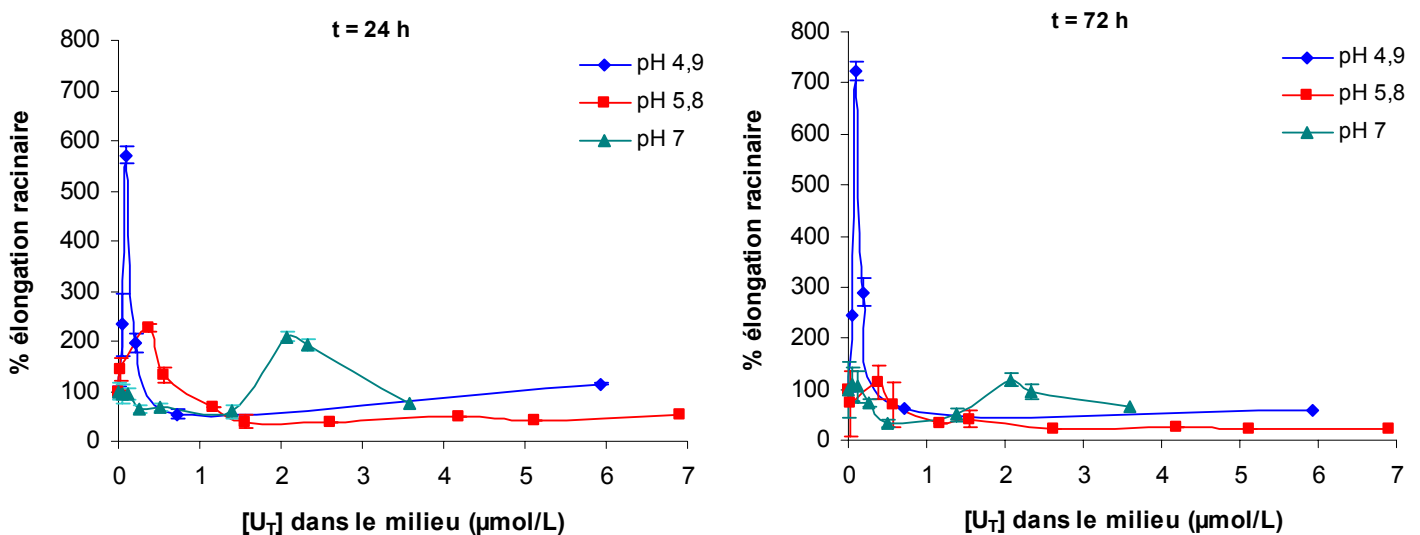 t = 24 h
800
700
600
500
400
300
200
100
0
% élongation racinaire
pH 4,9
pH 5,8
pH 7
0 1 2 3 4 5 6 7
[U_T] dans le milieu (µmol/L)
t = 72 h
800
700
600
500
400
300
200
100
0
% élongation racinaire
pH 4,9
pH 5,8
pH 7
0 1 2 3 4 5 6 7
[U_T] dans le milieu (µmol/L)